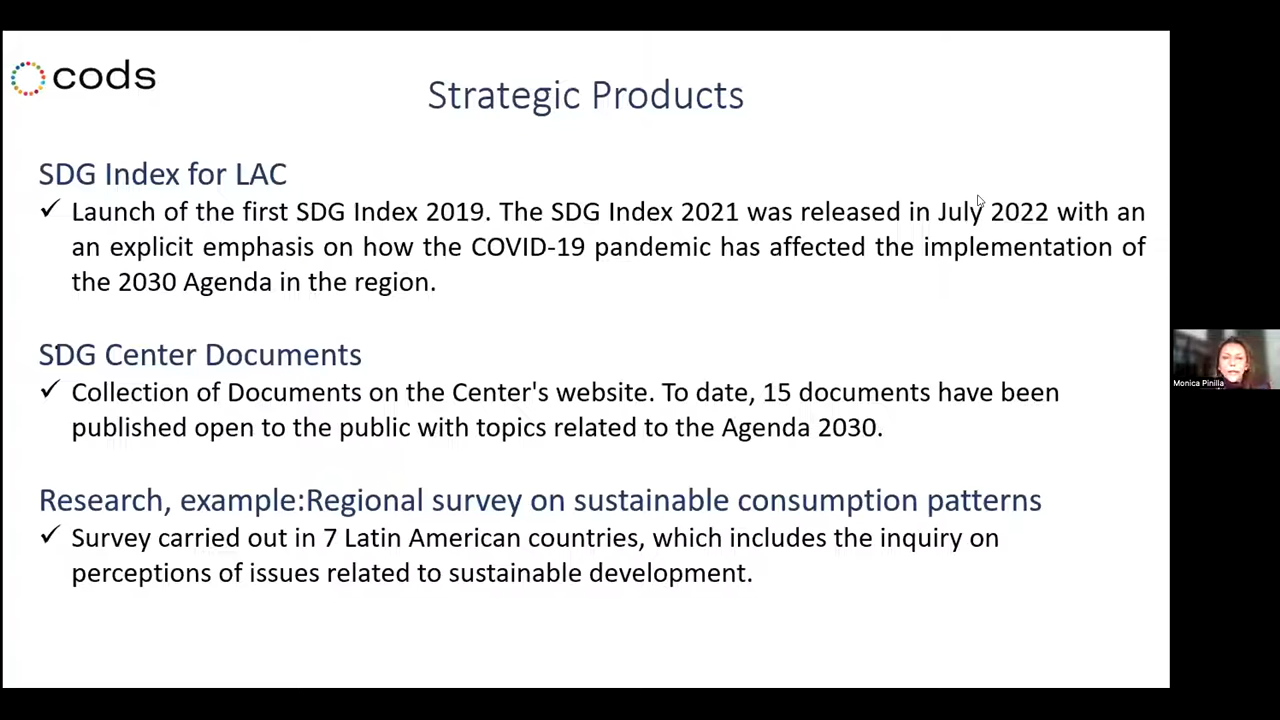 cods
Strategic Products
SDG Index for LAC
✓ Launch of the first SDG Index 2019. The SDG Index 2021 was released in July 2022 with an
an explicit emphasis on how the COVID-19 pandemic has affected the implementation of
the 2030 Agenda in the region.
SDG Center Documents
✓ Collection of Documents on the Center's website. To date, 15 documents have been
published open to the public with topics related to the Agenda 2030.
Research, example:Regional survey on sustainable consumption patterns
✓ Survey carried out in 7 Latin American countries, which includes the inquiry on
perceptions of issues related to sustainable development.
Monica Pinilla